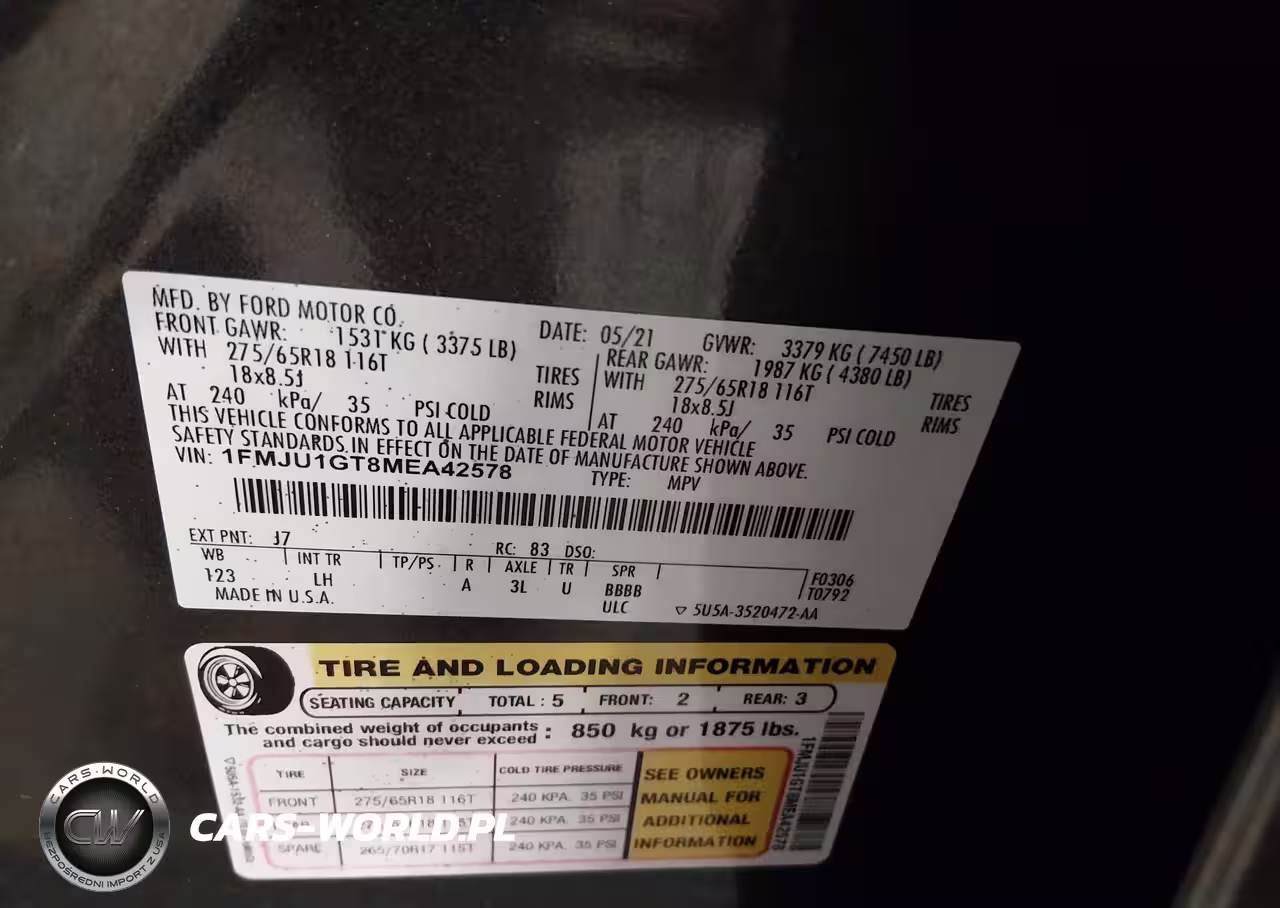 MFD. BY FORD MOTOR CO.
DATE: 05/21
GVWR: 3379 KG ( 7450 LB)
FRONT GAWR: 1531 KG ( 3375 LB)
REAR GAWR: 1987 KG ( 4380 LB)
WITH 275/65R18 116T TIRES
WITH 275/65R18 116T TIRES
18x8.5J RIMS
18x8.5J RIMS
AT 240 kPa/ 35 PSI COLD
AT 240 kPa/ 35 PSI COLD
THIS VEHICLE CONFORMS TO ALL APPLICABLE FEDERAL MOTOR VEHICLE
SAFETY STANDARDS IN EFFECT ON THE DATE OF MANUFACTURE SHOWN ABOVE.
VIN: 1FMJU1GT8MEA42578
TYPE: MPV
EXT PNT: J7
RC: 83 DSO:
WB INT TR TP/PS R AXLE TR SPR
123 LH A 3L U BBBB
F0306
T0792
MADE IN U.S.A.
ULC
5U5A-3520472-AA
TIRE AND LOADING INFORMATION
SEATING CAPACITY TOTAL : 5 FRONT: 2 REAR: 3
The combined weight of occupants and cargo should never exceed : 850 kg or 1875 lbs.
TIRE SIZE COLD TIRE PRESSURE
FRONT 275/65R18 116T 240 KPA. 35 PSI
240 KPA. 35 PSI
SPARE 265/70R17 115T 240 KPA. 35 PSI
SEE OWNERS
MANUAL FOR
ADDITIONAL
INFORMATION
1FMJU1GT8MEA42578
CARS-WORLD
CW
BEZPOŚREDNI IMPORT Z USA
CARS-WORLD.PL